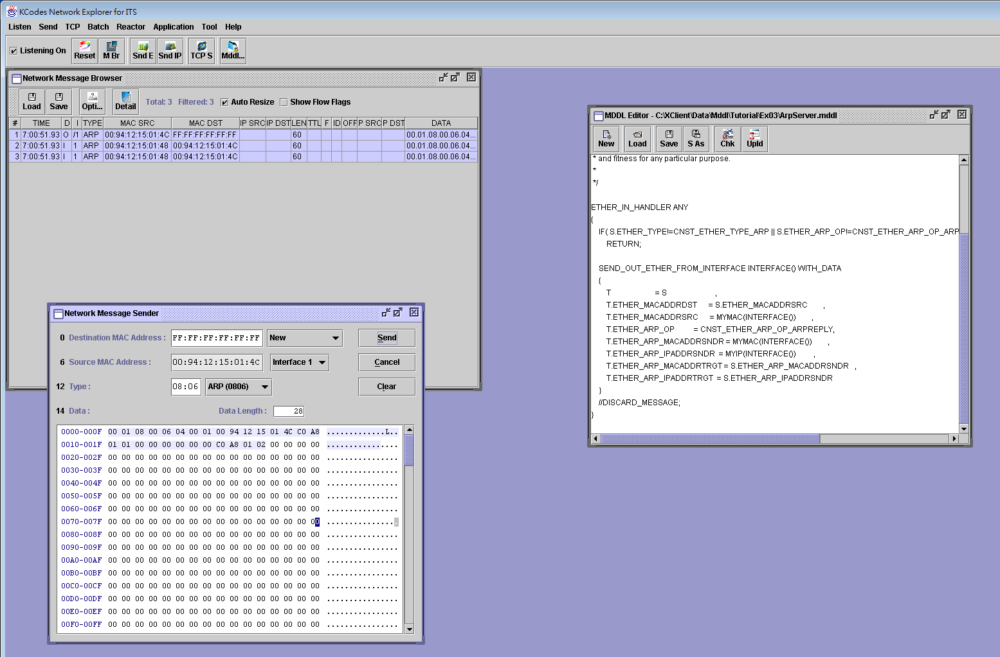 KCodes Network Explorer for ITS
Listen Send TCP Batch Reactor Application Tool Help
Listening On Reset M Br Snd E Snd IP TCP S Mddl...
Network Message Browser
Load Save Opti... Detail Total: 3 Filtered: 3 Auto Resize Show Flow Flags
# TIME D I TYPE MAC SRC MAC DST IP SRC IP DST LEN TTL F ID OFF P SRC P DST DATA
1 7:00:51.93 O /1 ARP 00:94:12:15:01:4C FF:FF:FF:FF:FF:FF 60 00.01.08.00.06.04...
2 7:00:51.93 I 1 ARP 00:94:12:15:01:48 00:94:12:15:01:4C 60 00.01.08.00.06.04...
3 7:00:51.93 I 1 ARP 00:94:12:15:01:48 00:94:12:15:01:4C 60 00.01.08.00.06.04...
Network Message Sender
0 Destination MAC Address : FF:FF:FF:FF:FF:FF New Send
6 Source MAC Address : 00:94:12:15:01:4C Interface 1 Cancel
12 Type : 08:06 ARP (0806) Clear
14 Data : Data Length : 28
0000-000F 00 01 08 00 06 04 00 01 00 94 12 15 01 4C C0 A8 .............L..
0010-001F 01 01 00 00 00 00 00 00 C0 A8 01 02 00 00 00 00 ................
0020-002F 00 00 00 00 00 00 00 00 00 00 00 00 00 00 00 00 ................
0030-003F 00 00 00 00 00 00 00 00 00 00 00 00 00 00 00 00 ................
0040-004F 00 00 00 00 00 00 00 00 00 00 00 00 00 00 00 00 ................
0050-005F 00 00 00 00 00 00 00 00 00 00 00 00 00 00 00 00 ................
0060-006F 00 00 00 00 00 00 00 00 00 00 00 00 00 00 00 00 ................
0070-007F 00 00 00 00 00 00 00 00 00 00 00 00 00 00 00 00 ................
0080-008F 00 00 00 00 00 00 00 00 00 00 00 00 00 00 00 00 ................
0090-009F 00 00 00 00 00 00 00 00 00 00 00 00 00 00 00 00 ................
00A0-00AF 00 00 00 00 00 00 00 00 00 00 00 00 00 00 00 00 ................
00B0-00BF 00 00 00 00 00 00 00 00 00 00 00 00 00 00 00 00 ................
00C0-00CF 00 00 00 00 00 00 00 00 00 00 00 00 00 00 00 00 ................
00D0-00DF 00 00 00 00 00 00 00 00 00 00 00 00 00 00 00 00 ................
00E0-00EF 00 00 00 00 00 00 00 00 00 00 00 00 00 00 00 00 ................
00F0-00FF 00 00 00 00 00 00 00 00 00 00 00 00 00 00 00 00 ................
MDDL Editor - C:\XClient\Data\Mddl\Tutorial\Ex03\ArpServer.mddl
New Load Save S As Chk Upld
* and fitness for any particular purpose.
*
*/
ETHER_IN_HANDLER ANY
{
IF( S.ETHER_TYPE!=CNST_ETHER_TYPE_ARP || S.ETHER_ARP_OP!=CNST_ETHER_ARP_OP_ARP
RETURN;
SEND_OUT_ETHER_FROM_INTERFACE INTERFACE() WITH_DATA
{
T = S ,
T.ETHER_MACADDRDST = S.ETHER_MACADDRSRC ,
T.ETHER_MACADDRSRC = MYMAC(INTERFACE()) ,
T.ETHER_ARP_OP = CNST_ETHER_ARP_OP_ARPREPLY,
T.ETHER_ARP_MACADDRSNDR = MYMAC(INTERFACE()) ,
T.ETHER_ARP_IPADDRSNDR = MYIP(INTERFACE()) ,
T.ETHER_ARP_MACADDRTRGT = S.ETHER_ARP_MACADDRSNDR ,
T.ETHER_ARP_IPADDRTRGT = S.ETHER_ARP_IPADDRSNDR
}
//DISCARD_MESSAGE;
}